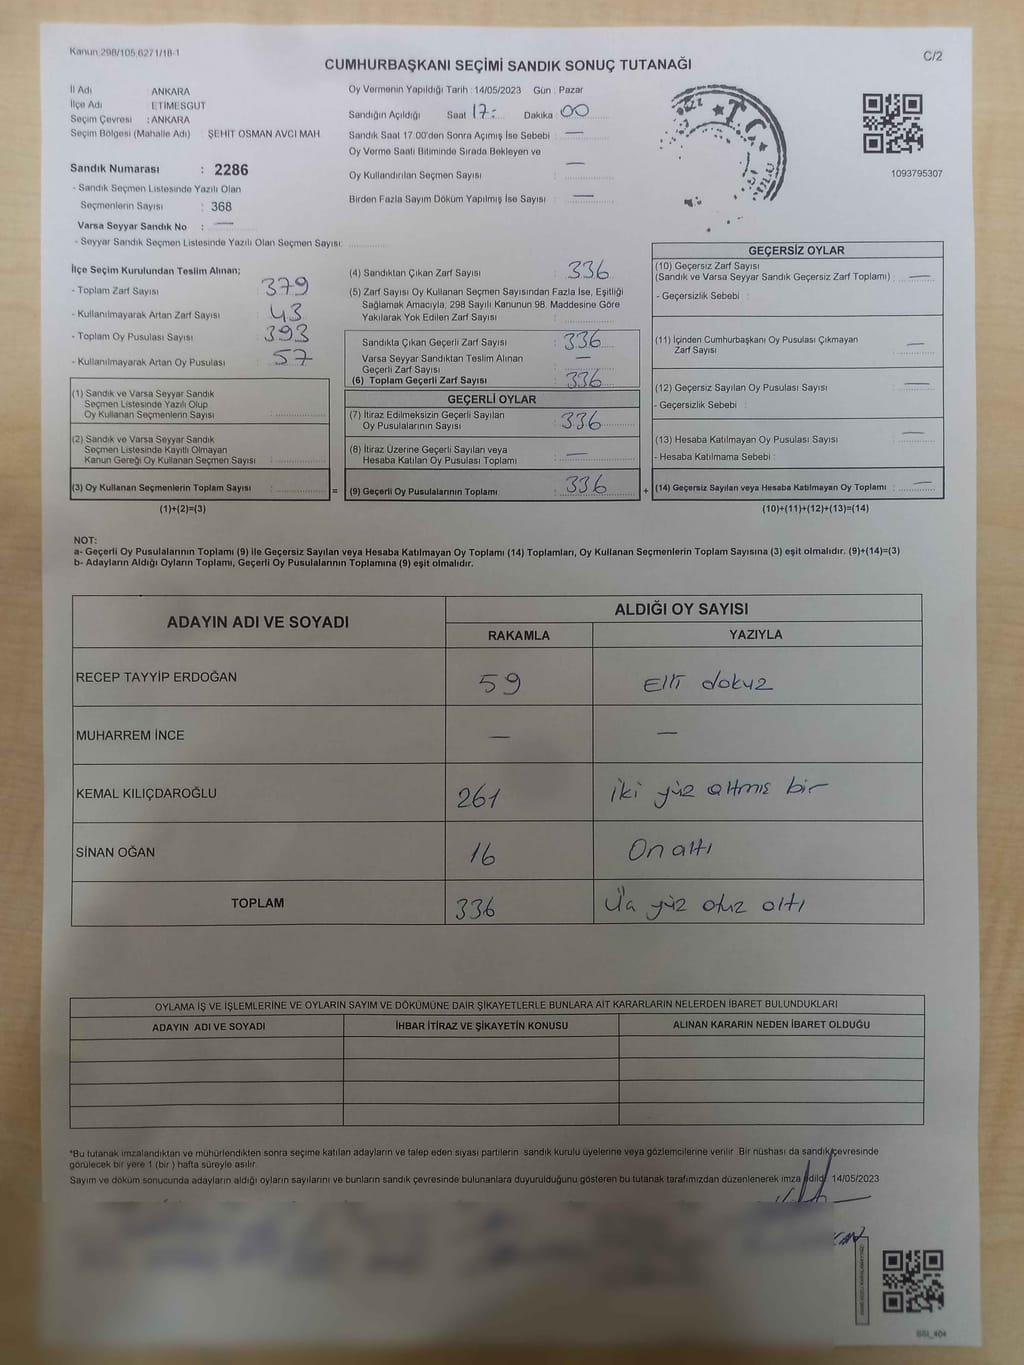 Kanun 298/105,6271/18-1
C/2
CUMHURBAŞKANI SEÇİMİ SANDIK SONUÇ TUTANAĞI
İl Adı : ANKARA
İlçe Adı : ETİMESGUT
Seçim Çevresi : ANKARA
Seçim Bölgesi (Mahalle Adı) : ŞEHİT OSMAN AVCI MAH.
Sandık Numarası : 2286
- Sandık Seçmen Listesinde Yazılı Olan
Seçmenlerin Sayısı : 368
Varsa Seyyar Sandık No : —
- Seyyar Sandık Seçmen Listesinde Yazılı Olan Seçmen Sayısı:
Oy Vermenin Yapıldığı Tarih : 14/05/2023 Gün : Pazar
Sandığın Açıldığı Saat 17: Dakika 00
Sandık Saat 17.00'den Sonra Açımış İse Sebebi : —
Oy Verme Saati Bitiminde Sırada Bekleyen ve
Oy Kullandırılan Seçmen Sayısı : —
Birden Fazla Sayım Döküm Yapılmış İse Sayısı : —
T.C.
1093795307
İlçe Seçim Kurulundan Teslim Alınan;
- Toplam Zarf Sayısı : 379
- Kullanılmayarak Artan Zarf Sayısı : 43
- Toplam Oy Pusulası Sayısı : 393
- Kullanılmayarak Artan Oy Pusulası : 57
(1) Sandık ve Varsa Seyyar Sandık
Seçmen Listesinde Yazılı Olup
Oy Kullanan Seçmenlerin Sayısı :
(2) Sandık ve Varsa Seyyar Sandık
Seçmen Listesinde Kayıtlı Olmayan
Kanun Gereği Oy Kullanan Seçmen Sayısı :
(3) Oy Kullanan Seçmenlerin Toplam Sayısı : =
(1)+(2)=(3)
(4) Sandıktan Çıkan Zarf Sayısı : 336
(5) Zarf Sayısı Oy Kullanan Seçmen Sayısından Fazla İse, Eşitliği
Sağlamak Amacıyla; 298 Sayılı Kanunun 98. Maddesine Göre
Yakılarak Yok Edilen Zarf Sayısı :
Sandıkta Çıkan Geçerli Zarf Sayısı : 336
Varsa Seyyar Sandıktan Teslim Alınan
Geçerli Zarf Sayısı : —
(6) Toplam Geçerli Zarf Sayısı : 336
GEÇERLİ OYLAR
(7) İtiraz Edilmeksizin Geçerli Sayılan
Oy Pusulalarının Sayısı : 336
(8) İtiraz Üzerine Geçerli Sayılan veya
Hesaba Katılan Oy Pusulası Toplamı : —
(9) Geçerli Oy Pusulalarının Toplamı : 336 +
GEÇERSİZ OYLAR
(10) Geçersiz Zarf Sayısı
(Sandık ve Varsa Seyyar Sandık Geçersiz Zarf Toplamı) : —
- Geçersizlik Sebebi :
(11) İçinden Cumhurbaşkanı Oy Pusulası Çıkmayan
Zarf Sayısı : —
(12) Geçersiz Sayılan Oy Pusulası Sayısı : —
- Geçersizlik Sebebi :
(13) Hesaba Katılmayan Oy Pusulası Sayısı : —
- Hesaba Katılmama Sebebi :
(14) Geçersiz Sayılan veya Hesaba Katılmayan Oy Toplamı : —
(10)+(11)+(12)+(13)=(14)
NOT:
a- Geçerli Oy Pusulalarının Toplamı (9) ile Geçersiz Sayılan veya Hesaba Katılmayan Oy Toplamı (14) Toplamları, Oy Kullanan Seçmenlerin Toplam Sayısına (3) eşit olmalıdır. (9)+(14)=(3)
b- Adayların Aldığı Oyların Toplamı, Geçerli Oy Pusulalarının Toplamına (9) eşit olmalıdır.
ADAYIN ADI VE SOYADI ALDIĞI OY SAYISI
RAKAMLA YAZIYLA
RECEP TAYYİP ERDOĞAN 59 Elli dokuz
MUHARREM İNCE — —
KEMAL KILIÇDAROĞLU 261 iki yüz altmış bir
SİNAN OĞAN 16 On altı
TOPLAM 336 Üç yüz otuz altı
OYLAMA İŞ VE İŞLEMLERİNE VE OYLARIN SAYIM VE DÖKÜMÜNE DAİR ŞİKAYETLERLE BUNLARA AİT KARARLARIN NELERDEN İBARET BULUNDUKLARI
ADAYIN ADI VE SOYADI İHBAR İTİRAZ VE ŞİKAYETİN KONUSU ALINAN KARARIN NEDEN İBARET OLDUĞU
*Bu tutanak imzalandıktan ve mühürlendikten sonra seçime katılan adayların ve talep eden siyasi partilerin sandık kurulu üyelerine veya gözlemcilerine verilir. Bir nüshası da sandık çevresinde
görülecek bir yere 1 (bir ) hafta süreyle asılır.
Sayım ve döküm sonucunda adayların aldığı oyların sayılarını ve bunların sandık çevresinde bulunanlara duyurulduğunu gösteren bu tutanak tarafımızdan düzenlenerek imza edildi. 14/05/2023